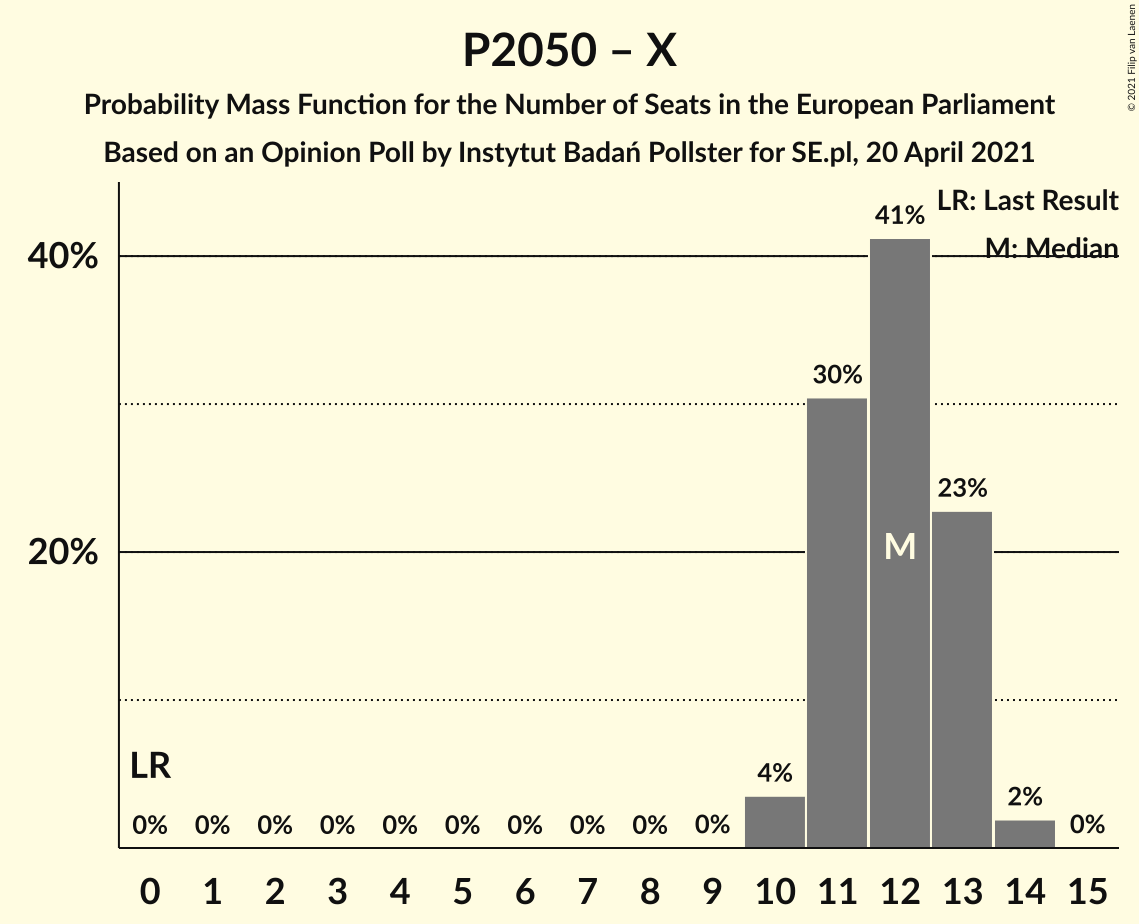 P2050 – X
Probability Mass Function for the Number of Seats in the European Parliament
Based on an Opinion Poll by Instytut Badań Pollster for SE.pl, 20 April 2021
© 2021 Filip van Laenen
LR: Last Result
M: Median
40%
20%
41%
30%
23%
M
LR
4%
2%
0% 0% 0% 0% 0% 0% 0% 0% 0% 0% 0%
0 1 2 3 4 5 6 7 8 9 10 11 12 13 14 15